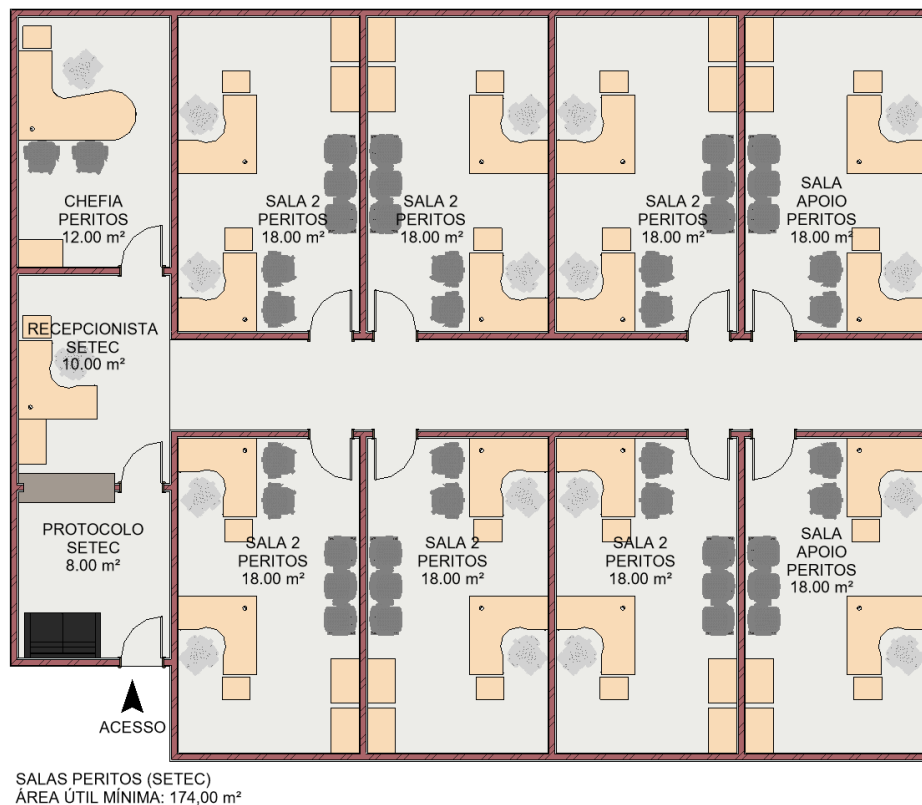 CHEFIA
PERITOS
12.00 m²
SALA 2
PERITOS
18.00 m²
SALA 2
PERITOS
18.00 m²
SALA 2
PERITOS
18.00 m²
SALA
APOIO
PERITOS
18.00 m²
RECEPCIONISTA
SETEC
10.00 m²
PROTOCOLO
SETEC
8.00 m²
SALA 2
PERITOS
18.00 m²
SALA 2
PERITOS
18.00 m²
SALA 2
PERITOS
18.00 m²
SALA
APOIO
PERITOS
18.00 m²
ACESSO
SALAS PERITOS (SETEC)
ÁREA ÚTIL MÍNIMA: 174,00 m²